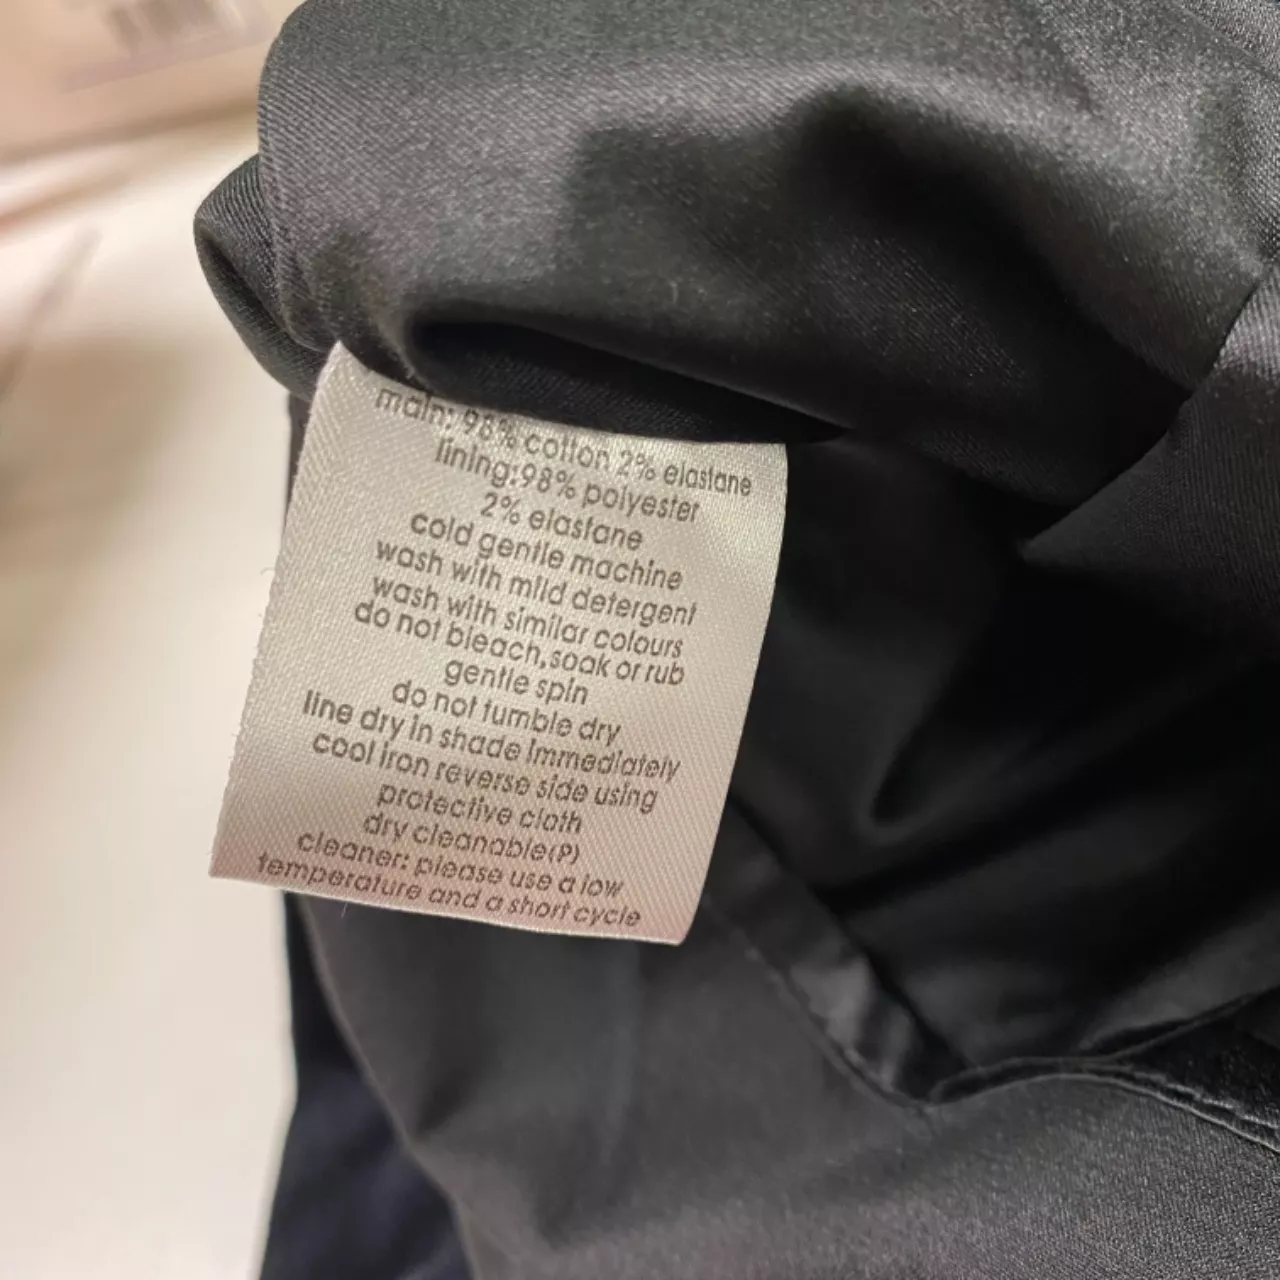 main: 98% cotton 2% elastane
lining:98% polyester
2% elastane
cold gentle machine
wash with mild detergent
wash with similar colours
do not bleach,soak or rub
gentle spin
do not tumble dry
line dry in shade immediately
cool iron reverse side using
protective cloth
dry cleanable(P)
cleaner: please use a low
temperature and a short cycle